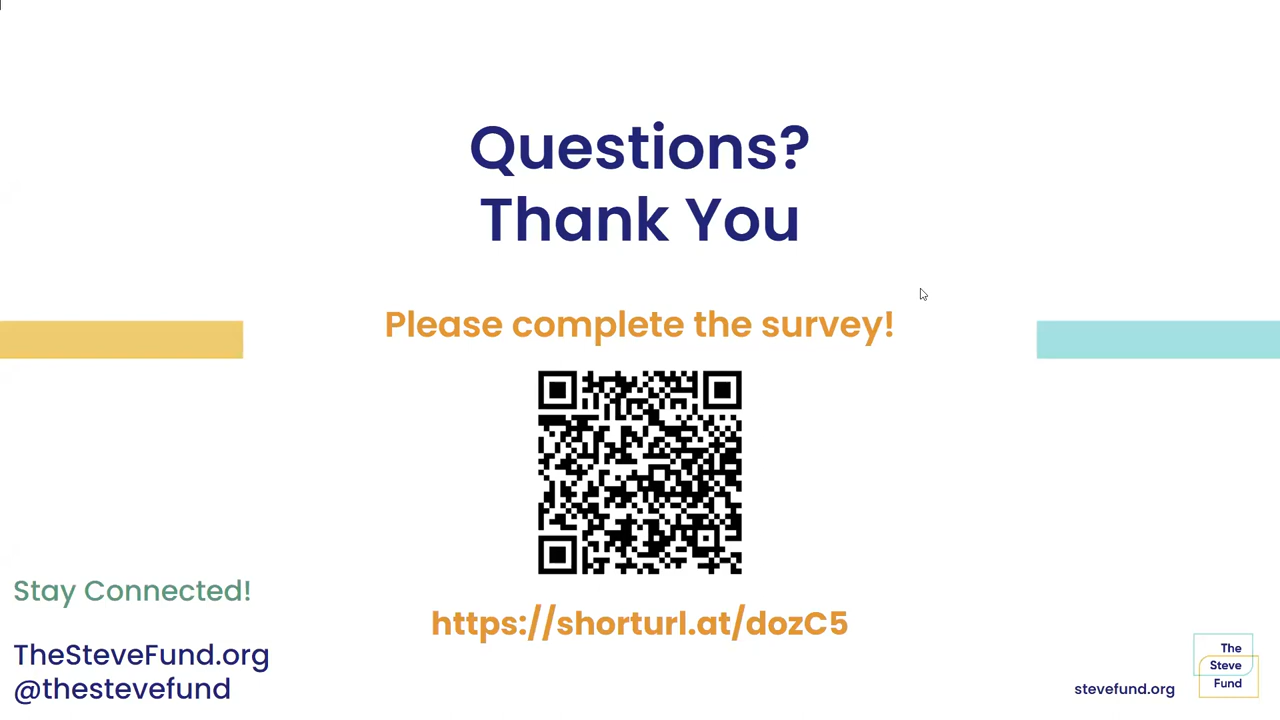 Questions?
Thank You
Please complete the survey!
https://shorturl.at/dozC5
Stay Connected!
TheSteveFund.org
@thestevefund
stevefund.org
The
Steve
Fund